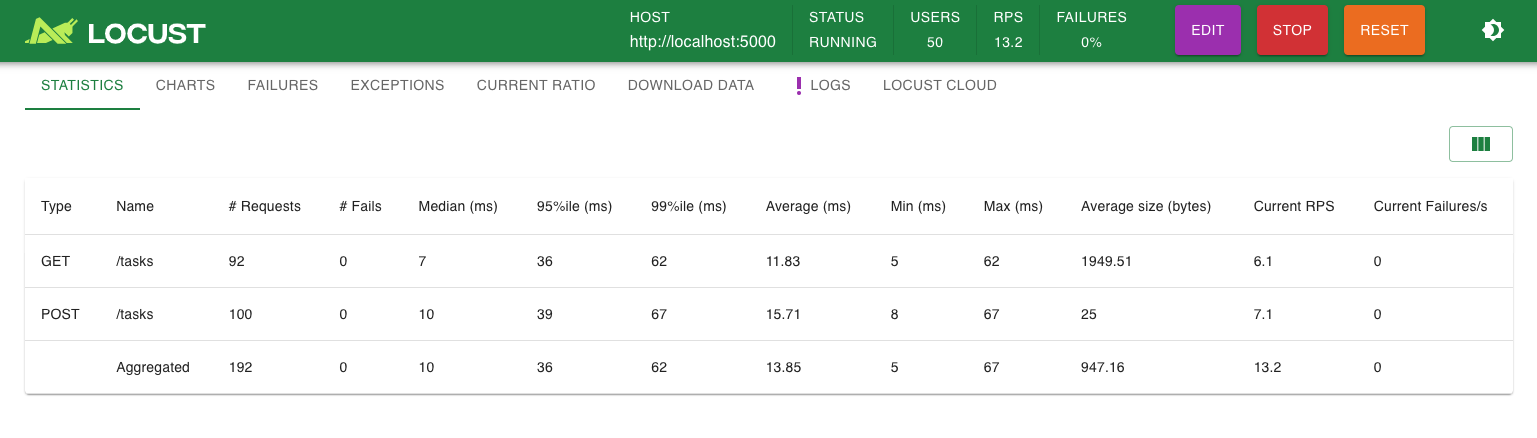 LOCUST
HOST STATUS USERS RPS FAILURES
http://localhost:5000 RUNNING 50 13.2 0%
EDIT STOP RESET
STATISTICS CHARTS FAILURES EXCEPTIONS CURRENT RATIO DOWNLOAD DATA ! LOGS LOCUST CLOUD
Type Name # Requests # Fails Median (ms) 95%ile (ms) 99%ile (ms) Average (ms) Min (ms) Max (ms) Average size (bytes) Current RPS Current Failures/s
GET /tasks 92 0 7 36 62 11.83 5 62 1949.51 6.1 0
POST /tasks 100 0 10 39 67 15.71 8 67 25 7.1 0
Aggregated 192 0 10 36 62 13.85 5 67 947.16 13.2 0